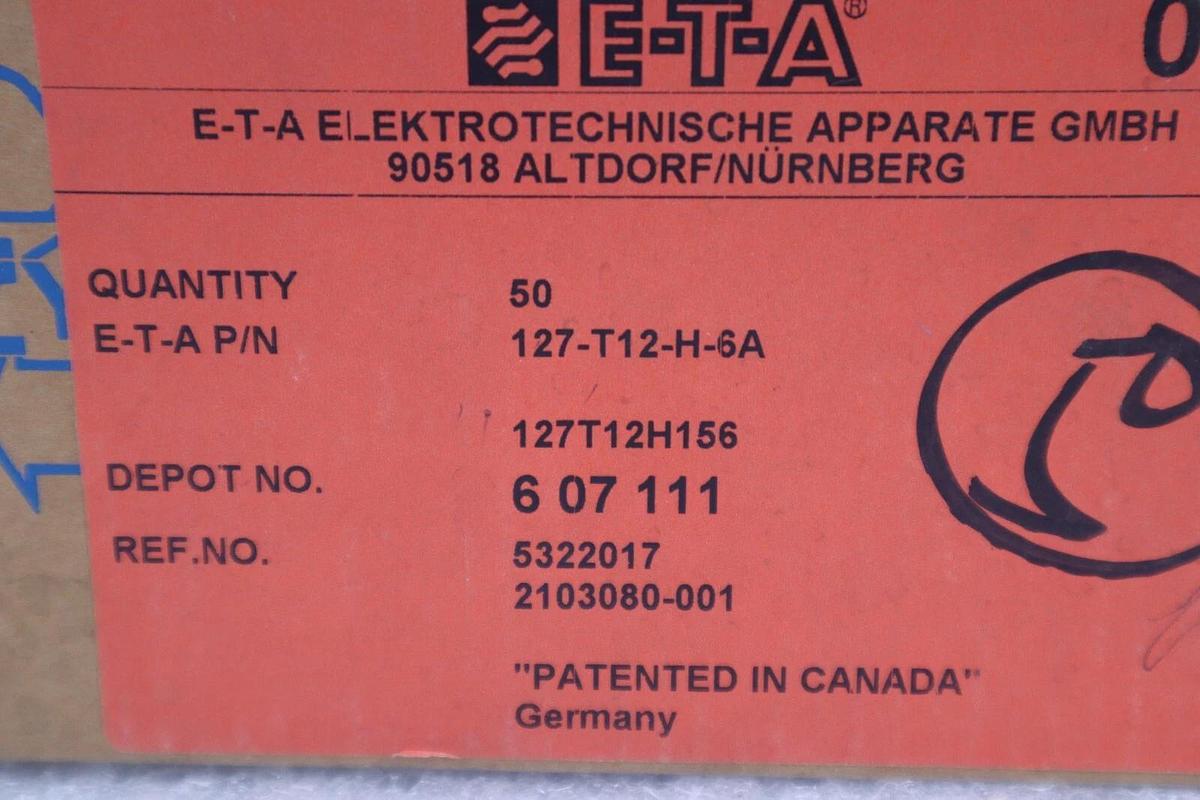 E-T-A®
0
E-T-A ELEKTROTECHNISCHE APPARATE GMBH
90518 ALTDORF/NÜRNBERG
QUANTITY 50
E-T-A P/N 127-T12-H-6A
127T12H156
DEPOT NO. 6 07 111
REF.NO. 5322017
2103080-001
"PATENTED IN CANADA"
Germany